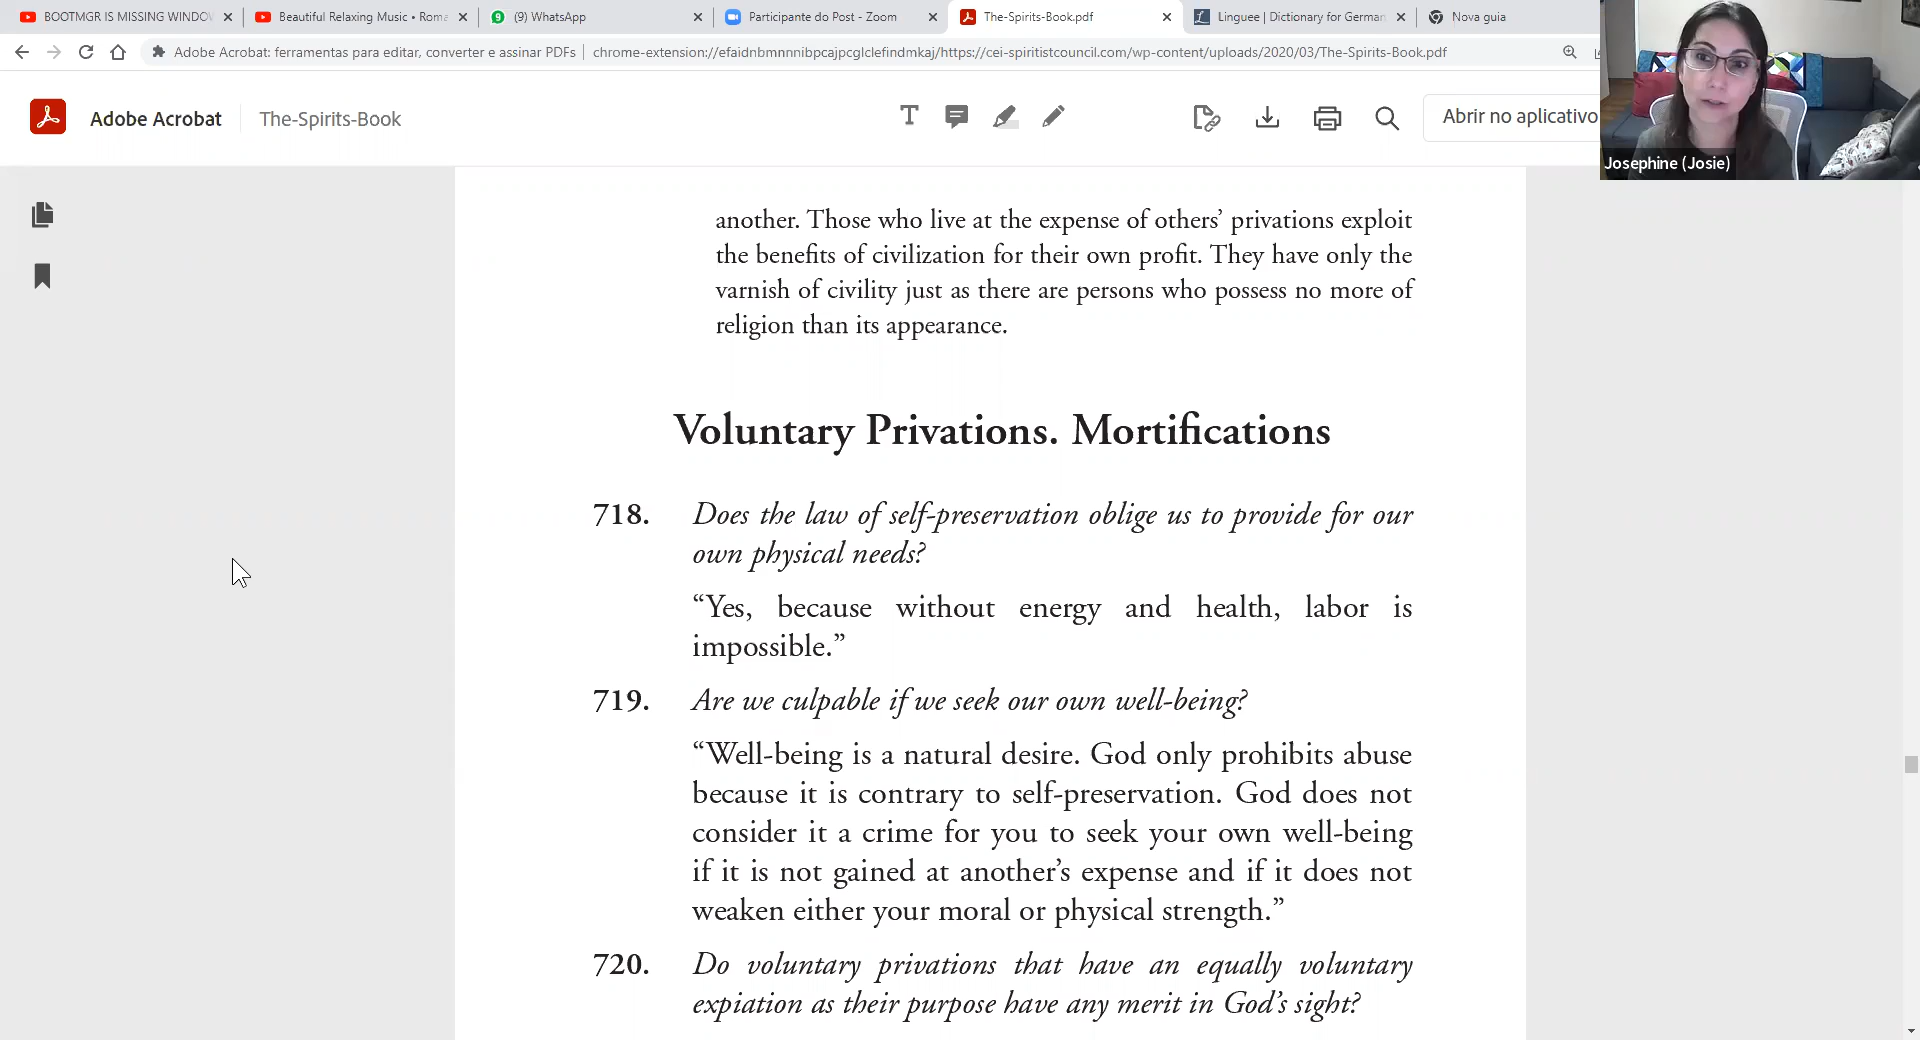 BOOTMGR IS MISSING WINDO
Beautiful Relaxing Music • Roma
(9) WhatsApp
Participante do Post - Zoom
The-Spirits-Book.pdf
Linguee | Dictionary for German
Nova guia
Adobe Acrobat: ferramentas para editar, converter e assinar PDFs
chrome-extension://efaidnbmnnnibpcajpcglclefindmkaj/https://cei-spiritistcouncil.com/wp-content/uploads/2020/03/The-Spirits-Book.pdf
Adobe Acrobat
The-Spirits-Book
Abrir no aplicativo
Josephine (Josie)
another. Those who live at the expense of others’ privations exploit
the benefits of civilization for their own profit. They have only the
varnish of civility just as there are persons who possess no more of
religion than its appearance.
Voluntary Privations. Mortifications
718. Does the law of self-preservation oblige us to provide for our
own physical needs?
“Yes, because without energy and health, labor is
impossible.”
719. Are we culpable if we seek our own well-being?
“Well-being is a natural desire. God only prohibits abuse
because it is contrary to self-preservation. God does not
consider it a crime for you to seek your own well-being
if it is not gained at another’s expense and if it does not
weaken either your moral or physical strength.”
720. Do voluntary privations that have an equally voluntary
expiation as their purpose have any merit in God’s sight?